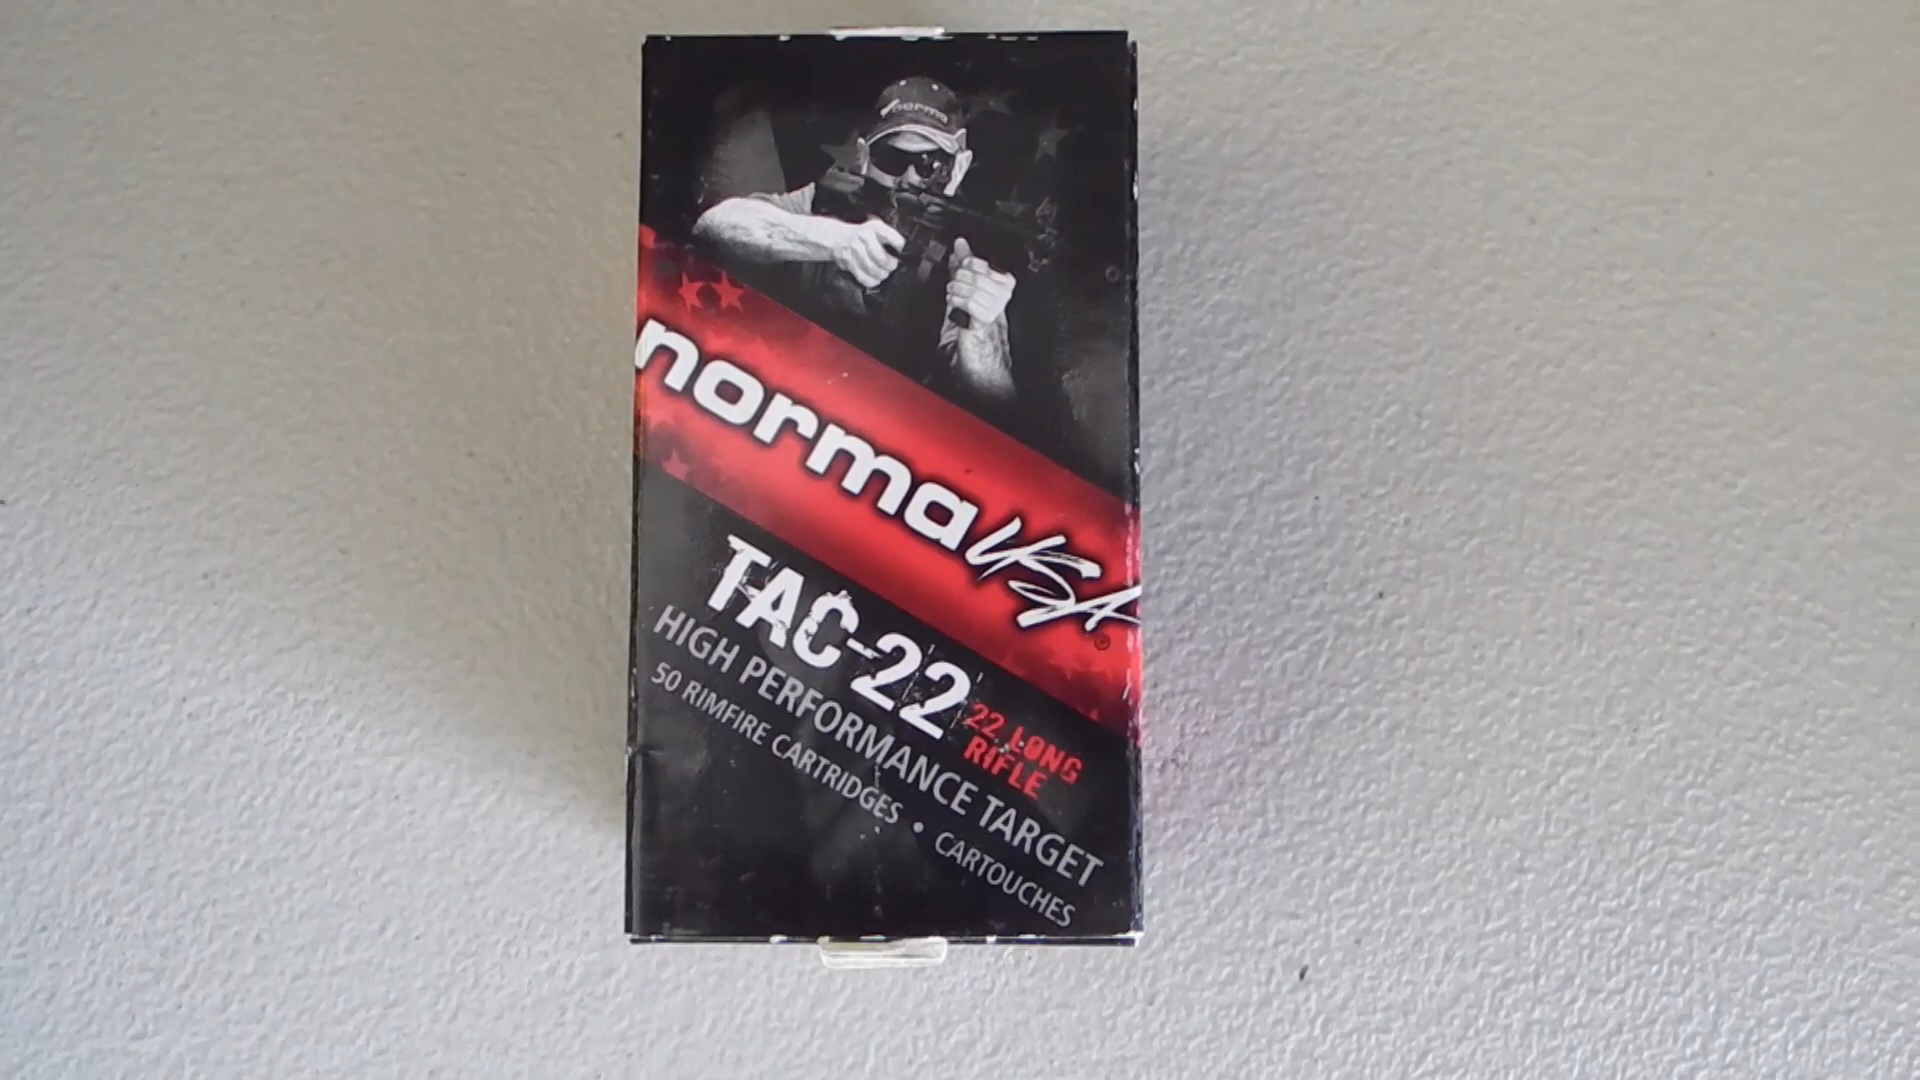 norma
norma USA®
TAC-22
22 LONG
RIFLE
HIGH PERFORMANCE TARGET
50 RIMFIRE CARTRIDGES • CARTOUCHES